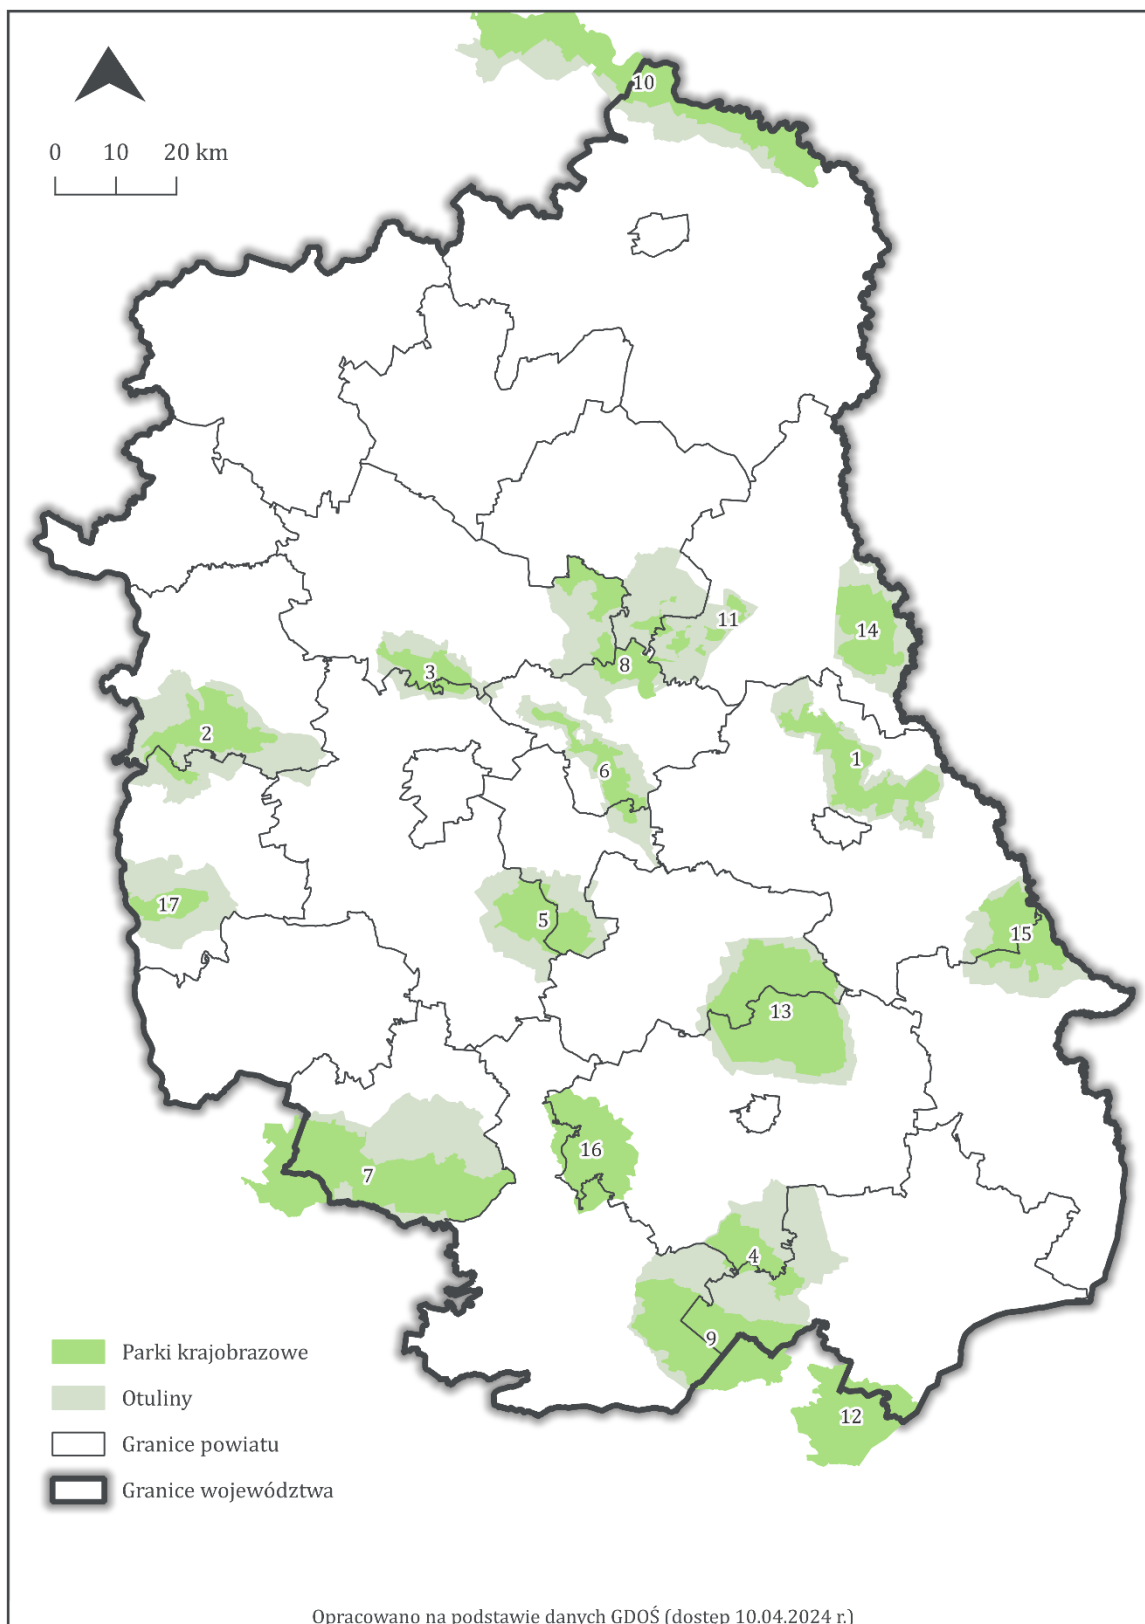 10
0 10 20 km
11
14
3
8
2
1
6
17
5
15
13
16
7
4
9
12
Parki krajobrazowe
Otuliny
Granice powiatu
Granice województwa
Opracowano na podstawie danych GDOŚ (dostęp 10.04.2024 r.)